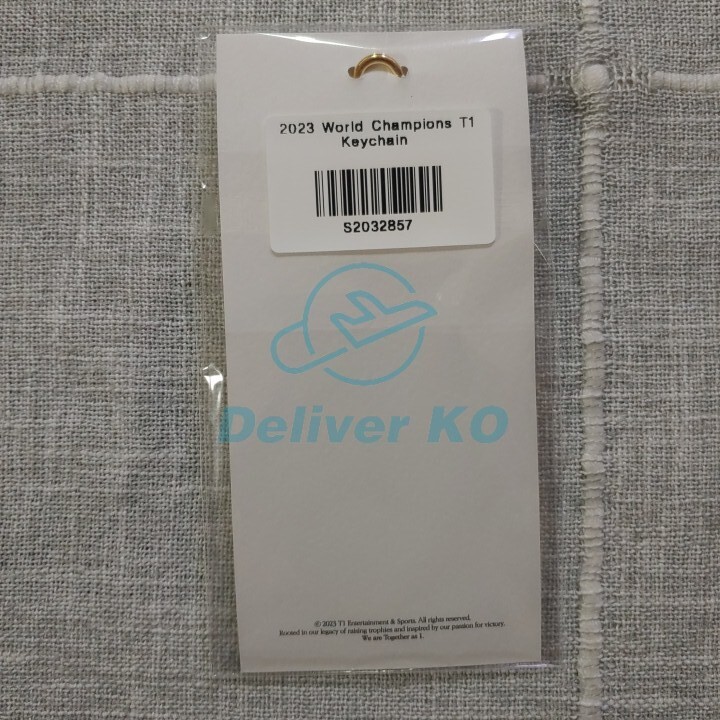 2023 World Champions T1
Keychain
S2032857
Deliver KO
© 2023 T1 Entertainment & Sports. All rights reserved.
Rooted in our legacy of raising trophies and inspired by our passion for victory.
We are Together as 1.